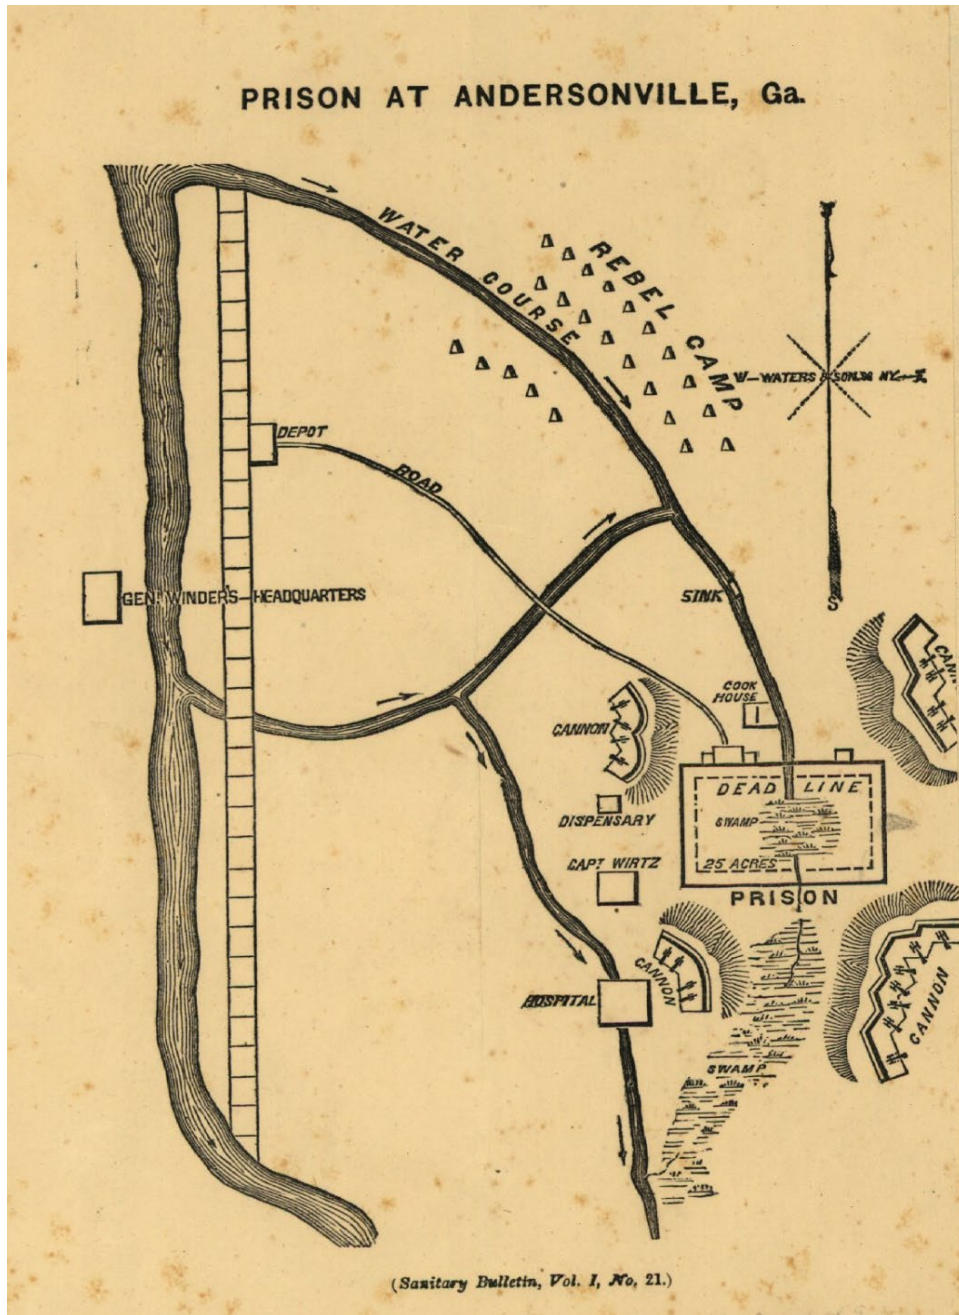 PRISON AT ANDERSONVILLE, Ga.
WATER COURSE
REBEL CAMP
W—WATERS & SON. NY
DEPOT
ROAD
GEN. WINDER'S—HEADQUARTERS
SINK
S
COOK
HOUSE
CANNON
CANNON
DEAD LINE
SWAMP
DISPENSARY
25 ACRES
CAPT WIRTZ
PRISON
CANNON
CANNON
HOSPITAL
SWAMP
(Sanitary Bulletin, Vol. I, No. 21.)